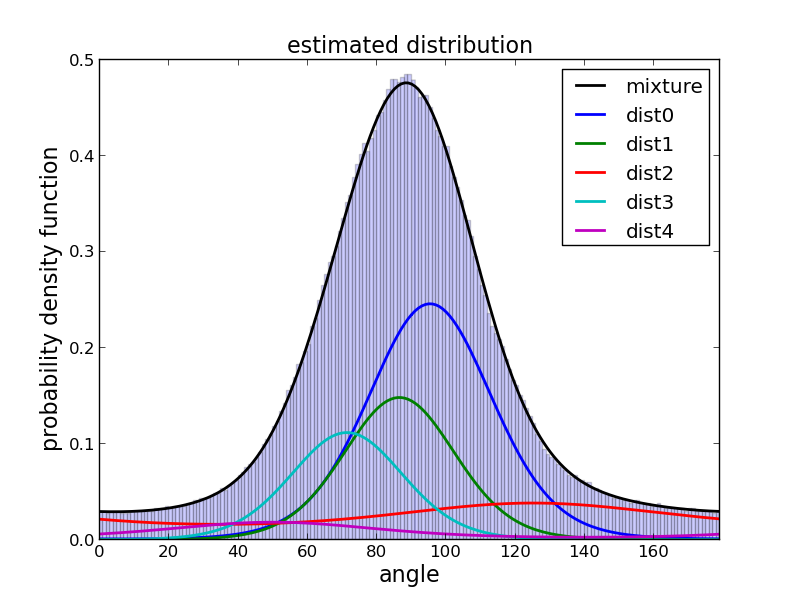 estimated distribution
probability density function
0.5
0.4
0.3
0.2
0.1
0.0
mixture
dist0
dist1
dist2
dist3
dist4
0 20 40 60 80 100 120 140 160
angle